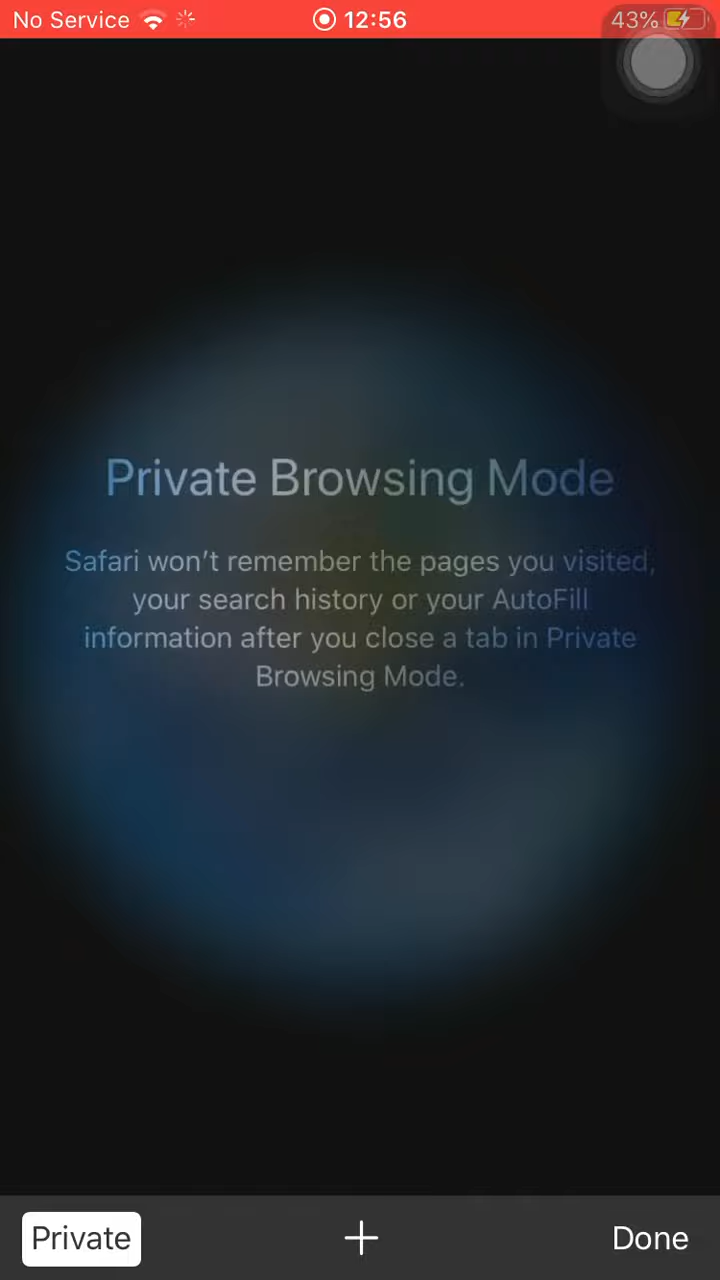 No Service 12:56 43%
Private Browsing Mode
Safari won’t remember the pages you visited,
your search history or your AutoFill
information after you close a tab in Private
Browsing Mode.
Private + Done